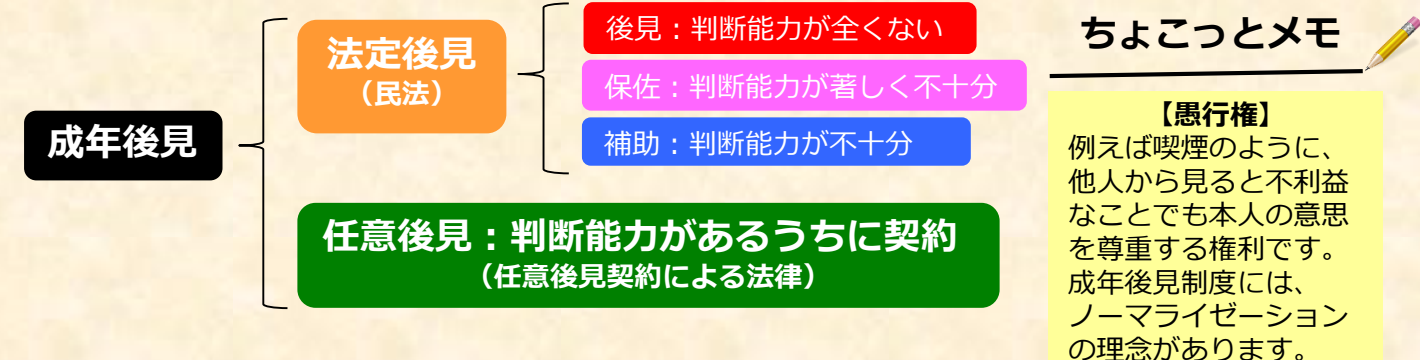 成年後見
法定後見
（民法）
後見：判断能力が全くない
保佐：判断能力が著しく不十分
補助：判断能力が不十分
任意後見：判断能力があるうちに契約
（任意後見契約による法律）
ちょこっとメモ
【愚行権】
例えば喫煙のように、
他人から見ると不利益
なことでも本人の意思
を尊重する権利です。
成年後見制度には、
ノーマライゼーション
の理念があります。